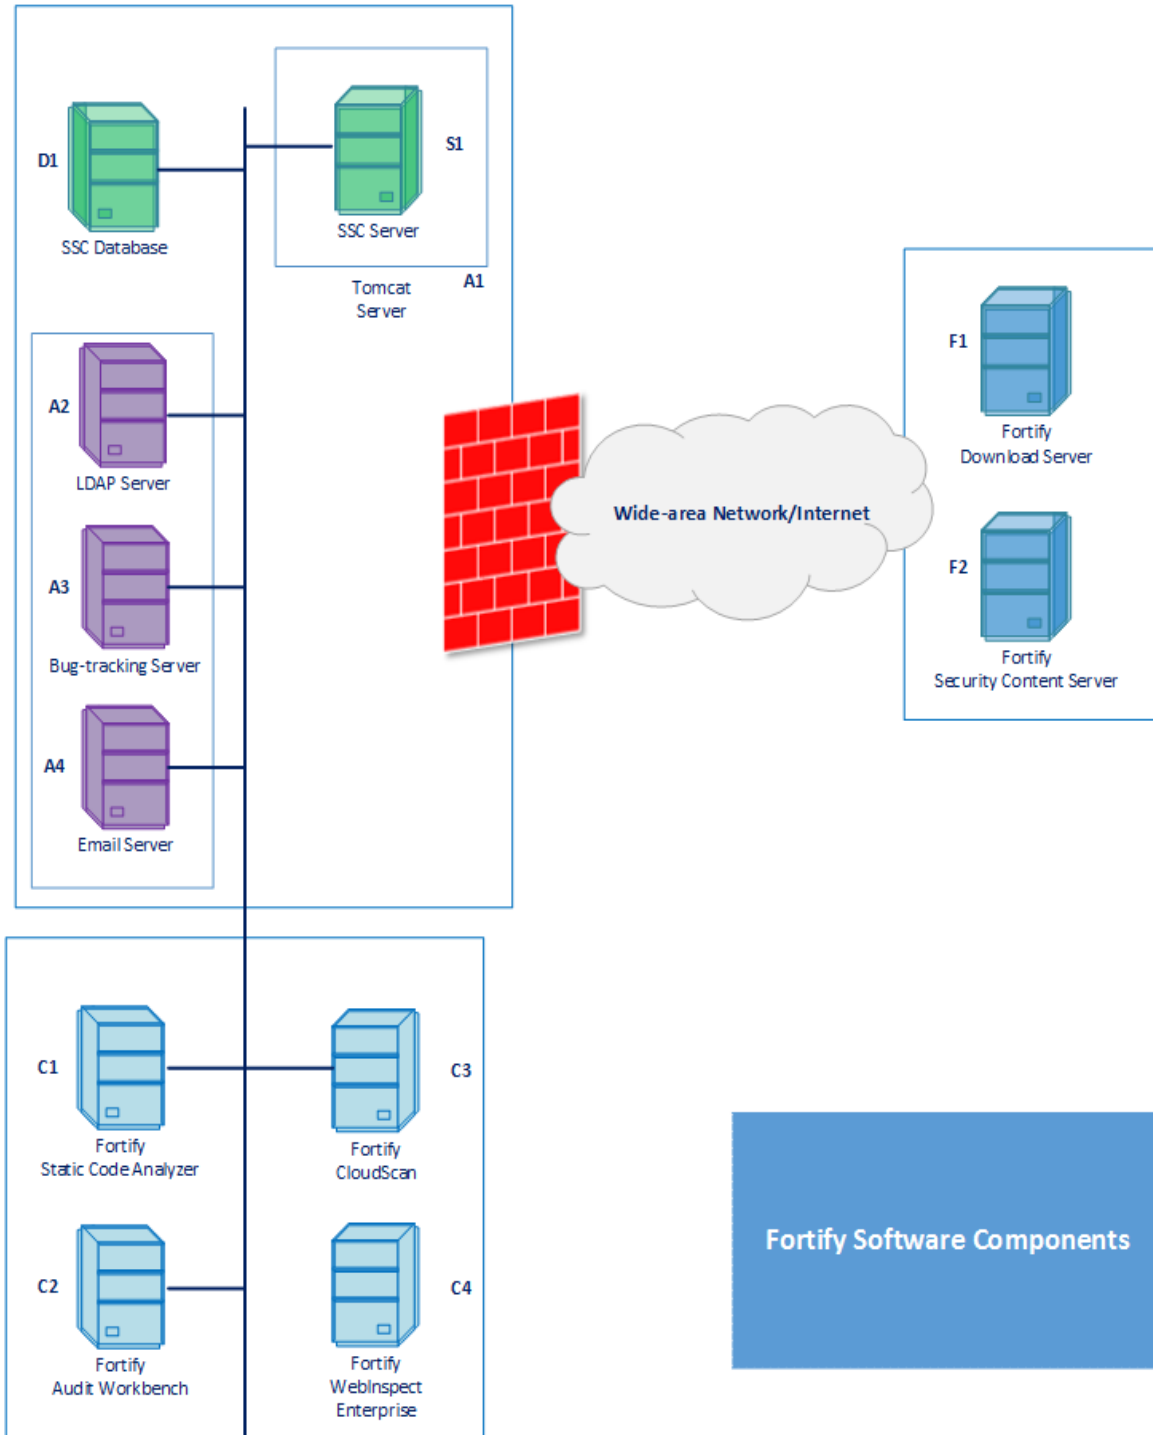 D1
SSC Database
S1
SSC Server
A1
Tomcat
Server
A2
LDAP Server
A3
Bug-tracking Server
A4
Email Server
Wide-area Network/Internet
F1
Fortify
Download Server
F2
Fortify
Security Content Server
C1
Fortify
Static Code Analyzer
C3
Fortify
CloudScan
C2
Fortify
Audit Workbench
C4
Fortify
WebInspect
Enterprise
Fortify Software Components